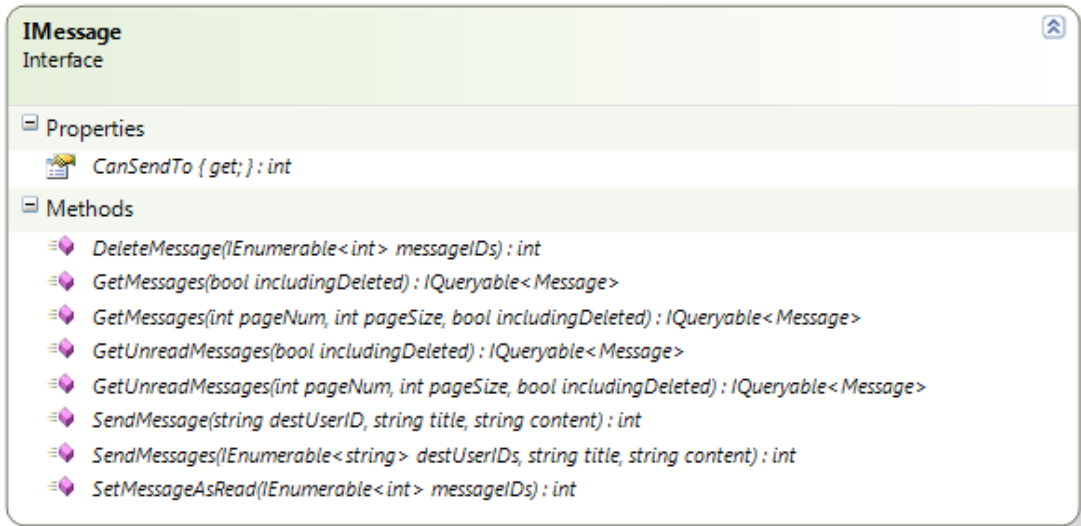 IMessage
Interface
Properties
CanSendTo { get; } : int
Methods
DeleteMessage(IEnumerable<int> messageIDs) : int
GetMessages(bool includingDeleted) : IQueryable<Message>
GetMessages(int pageNum, int pageSize, bool includingDeleted) : IQueryable<Message>
GetUnreadMessages(bool includingDeleted) : IQueryable<Message>
GetUnreadMessages(int pageNum, int pageSize, bool includingDeleted) : IQueryable<Message>
SendMessage(string destUserID, string title, string content) : int
SendMessages(IEnumerable<string> destUserIDs, string title, string content) : int
SetMessageAsRead(IEnumerable<int> messageIDs) : int